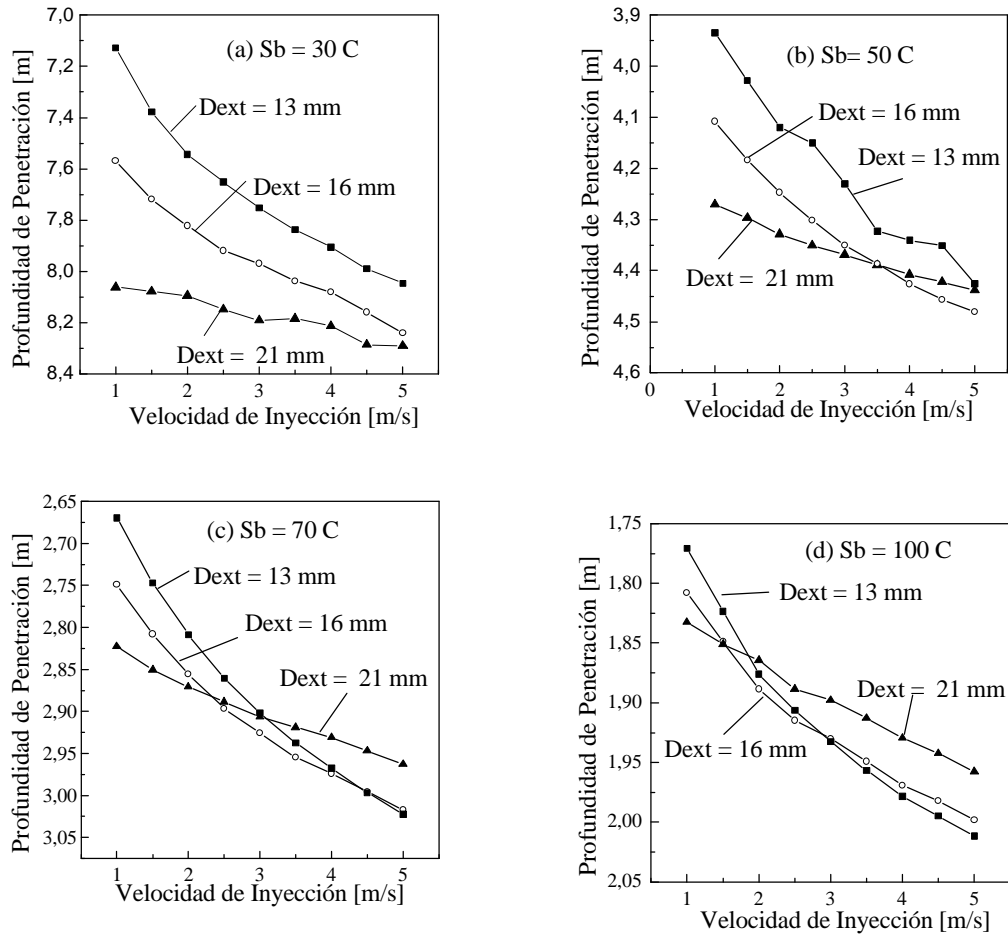 (a) Sb = 30 C
Dext = 13 mm
Dext = 16 mm
Dext = 21 mm
7,0
7,2
7,4
7,6
7,8
8,0
8,2
8,4
1 2 3 4 5
Profundidad de Penetración [m]
Velocidad de Inyección [m/s]
(b) Sb= 50 C
Dext = 16 mm
Dext = 13 mm
Dext = 21 mm
3,9
4,0
4,1
4,2
4,3
4,4
4,5
4,6
0 1 2 3 4 5
Profundidad de Penetración [m]
Velocidad de Inyección [m/s]
(c) Sb = 70 C
Dext = 13 mm
Dext = 16 mm
Dext = 21 mm
2,65
2,70
2,75
2,80
2,85
2,90
2,95
3,00
3,05
1 2 3 4 5
Profundidad de Penetración [m]
Velocidad de Inyección [m/s]
(d) Sb = 100 C
Dext = 13 mm
Dext = 21 mm
Dext = 16 mm
1,75
1,80
1,85
1,90
1,95
2,00
2,05
1 2 3 4 5
Profundidad de Penetración [m]
Velocidad de Inyección [m/s]